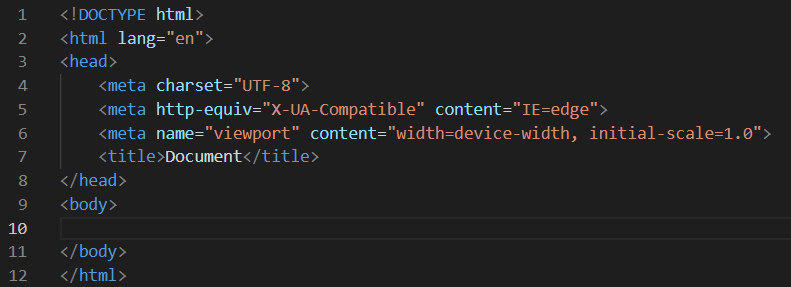 1 <!DOCTYPE html>
2 <html lang="en">
3 <head>
4     <meta charset="UTF-8">
5     <meta http-equiv="X-UA-Compatible" content="IE=edge">
6     <meta name="viewport" content="width=device-width, initial-scale=1.0">
7     <title>Document</title>
8 </head>
9 <body>
10
11 </body>
12 </html>